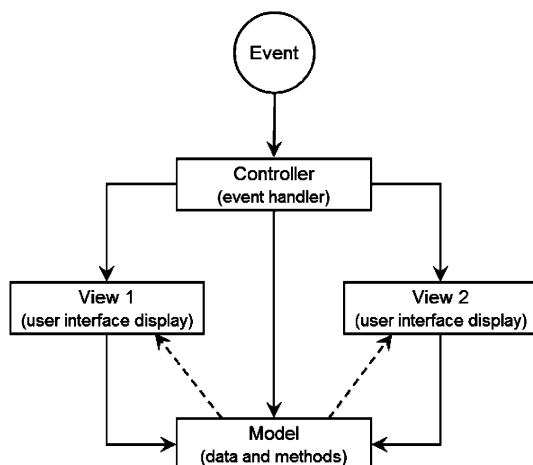 Event
Controller
(event handler)
View 1
(user interface display)
View 2
(user interface display)
Model
(data and methods)